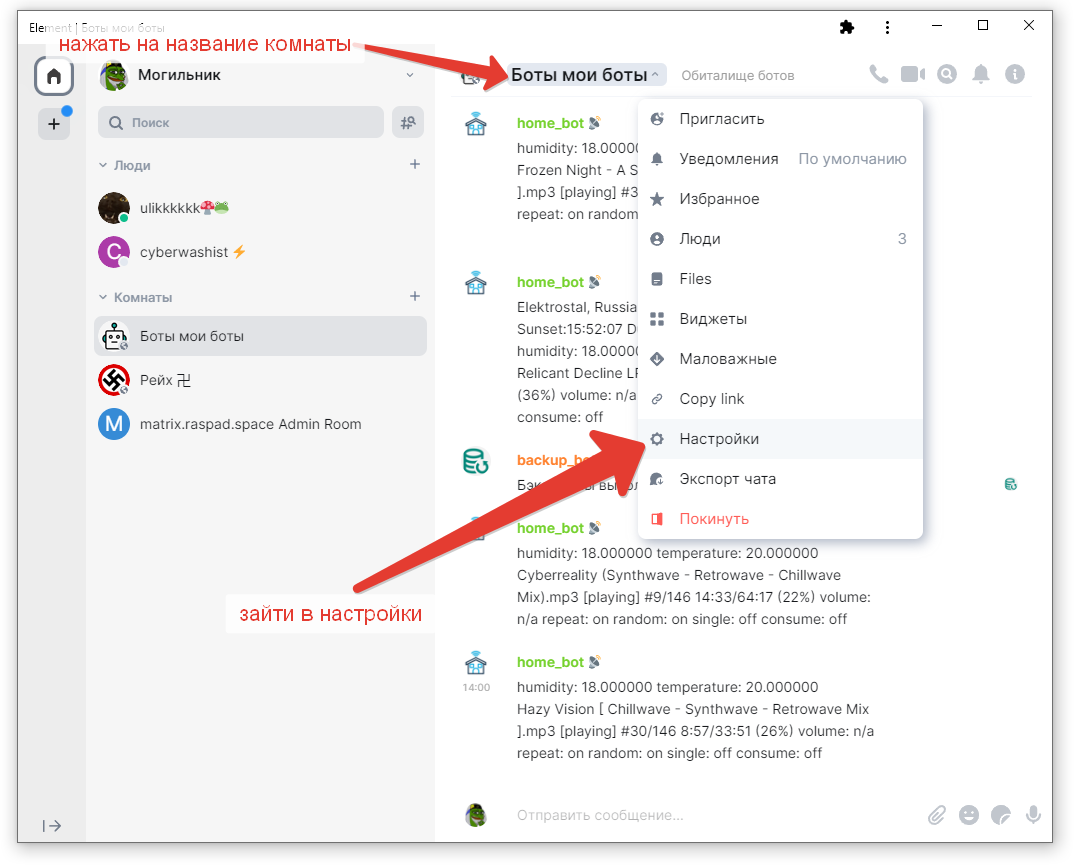 Element | Боты мои боты
нажать на название комнаты
Могильник
Боты мои боты
Обиталище ботов
Поиск
Люди
ulikkkkkk🍄🐸
cyberwashist⚡
Комнаты
Боты мои боты
Рейх 卍
matrix.raspad.space Admin Room
home_bot 📡
humidity: 18.0000
Frozen Night - A S
].mp3 [playing] #3
repeat: on random
home_bot 📡
Elektrostal, Russia
Sunset:15:52:07 D
humidity: 18.0000
Relicant Decline LP
(36%) volume: n/a
consume: off
backup_bo
home_bot 📡
humidity: 18.000000 temperature: 20.000000
Cyberreality (Synthwave - Retrowave - Chillwave
Mix).mp3 [playing] #9/146 14:33/64:17 (22%) volume:
n/a repeat: on random: on single: off consume: off
home_bot 📡
14:00
humidity: 18.000000 temperature: 20.000000
Hazy Vision [ Chillwave - Synthwave - Retrowave Mix
].mp3 [playing] #30/146 8:57/33:51 (26%) volume: n/a
repeat: on random: on single: off consume: off
Пригласить
Уведомления По умолчанию
Избранное
Люди 3
Files
Виджеты
Маловажные
Copy link
Настройки
Экспорт чата
Покинуть
зайти в настройки
Отправить сообщение...